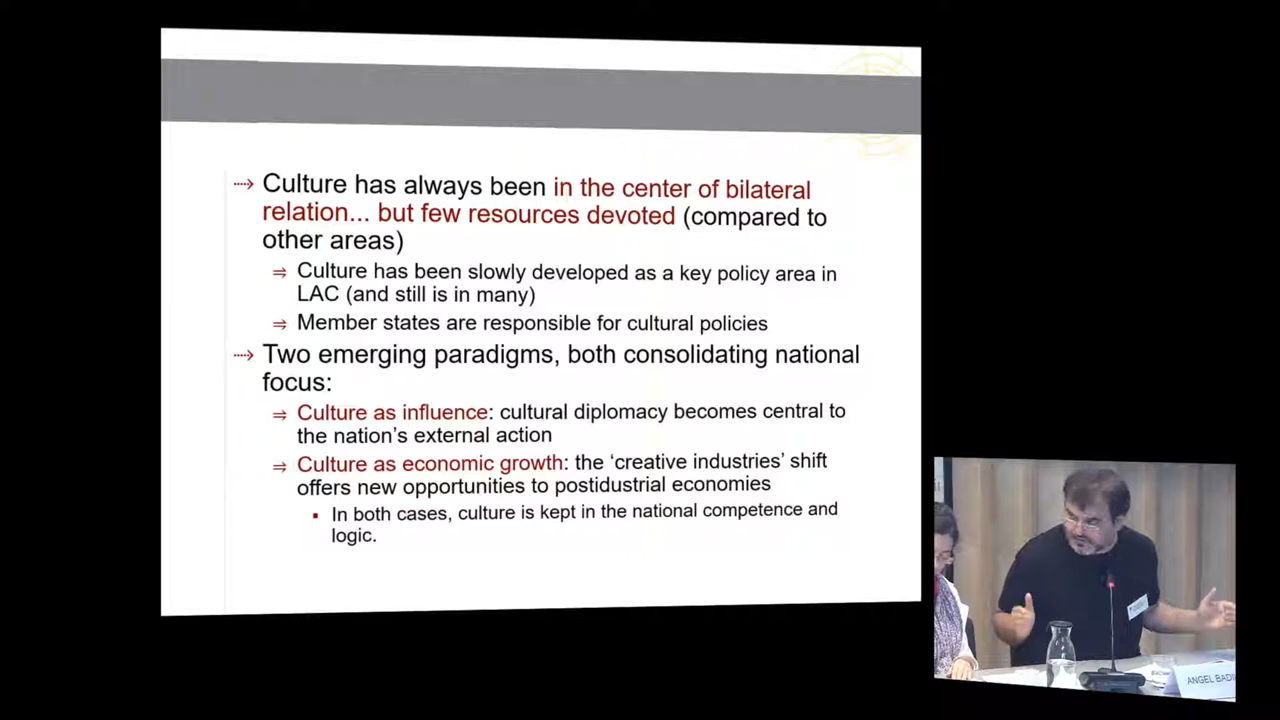 Culture has always been in the center of bilateral
relation... but few resources devoted (compared to
other areas)
Culture has been slowly developed as a key policy area in
LAC (and still is in many)
Member states are responsible for cultural policies
Two emerging paradigms, both consolidating national
focus:
Culture as influence: cultural diplomacy becomes central to
the nation's external action
Culture as economic growth: the 'creative industries' shift
offers new opportunities to postidustrial economies
In both cases, culture is kept in the national competence and
logic.
ANGEL